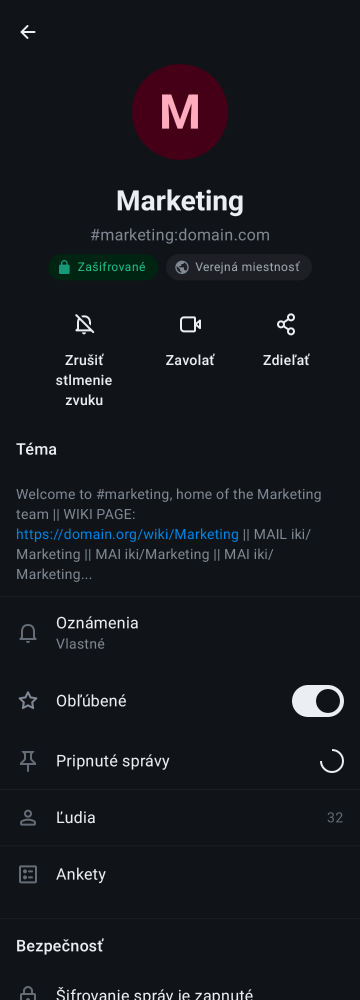 M
Marketing
#marketing:domain.com
Zašifrované
Verejná miestnosť
Zrušiť
stlmenie
zvuku
Zavolať
Zdieľať
Téma
Welcome to #marketing, home of the Marketing
team || WIKI PAGE:
https://domain.org/wiki/Marketing || MAIL iki/
Marketing || MAI iki/Marketing || MAI iki/
Marketing...
Oznámenia
Vlastné
Obľúbené
Pripnuté správy
Ľudia
32
Ankety
Bezpečnosť
Šifrovanie správ je zapnuté